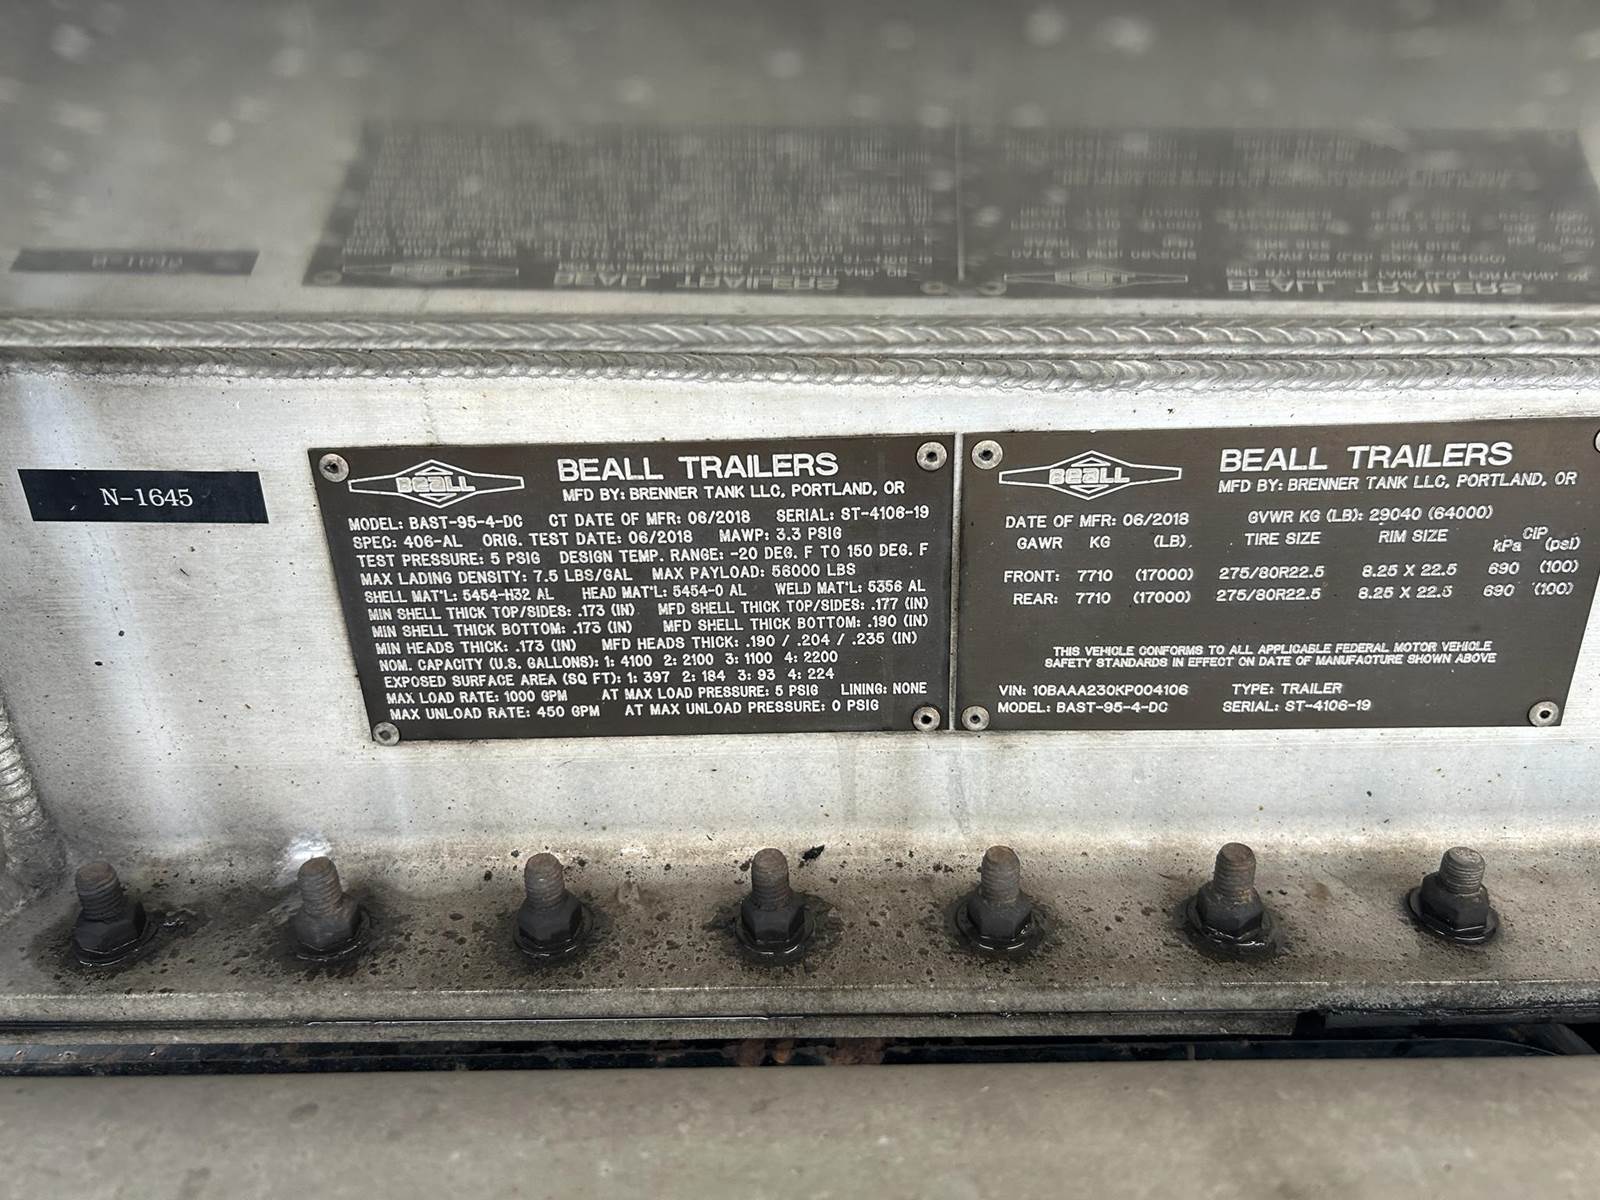 N-1645
BEALL
BEALL TRAILERS
MFD BY: BRENNER TANK LLC, PORTLAND, OR
MODEL: BAST-95-4-DC CT DATE OF MFR: 06/2018 SERIAL: ST-4106-19
SPEC: 406-AL ORIG. TEST DATE: 06/2018 MAWP: 3.3 PSIG
TEST PRESSURE: 5 PSIG DESIGN TEMP. RANGE: -20 DEG. F TO 150 DEG. F
MAX LADING DENSITY: 7.5 LBS/GAL MAX PAYLOAD: 56000 LBS
SHELL MAT'L: 5454-H32 AL HEAD MAT'L: 5454-0 AL WELD MAT'L: 5356 AL
MIN SHELL THICK TOP/SIDES: .173 (IN) MFD SHELL THICK TOP/SIDES: .177 (IN)
MIN SHELL THICK BOTTOM: .173 (IN) MFD SHELL THICK BOTTOM: .190 (IN)
MIN HEADS THICK: .173 (IN) MFD HEADS THICK: .190 / .204 / .235 (IN)
NOM. CAPACITY (U.S. GALLONS): 1: 4100 2: 2100 3: 1100 4: 2200
EXPOSED SURFACE AREA (SQ FT): 1: 397 2: 184 3: 93 4: 224
MAX LOAD RATE: 1000 GPM AT MAX LOAD PRESSURE: 5 PSIG LINING: NONE
MAX UNLOAD RATE: 450 GPM AT MAX UNLOAD PRESSURE: 0 PSIG
BEALL
BEALL TRAILERS
MFD BY: BRENNER TANK LLC, PORTLAND, OR
DATE OF MFR: 06/2018 GVWR KG (LB): 29040 (64000)
GAWR KG (LB) TIRE SIZE RIM SIZE CIP kPa (psi)
FRONT: 7710 (17000) 275/80R22.5 8.25 X 22.5 690 (100)
REAR: 7710 (17000) 275/80R22.5 8.25 X 22.5 690 (100)
THIS VEHICLE CONFORMS TO ALL APPLICABLE FEDERAL MOTOR VEHICLE
SAFETY STANDARDS IN EFFECT ON DATE OF MANUFACTURE SHOWN ABOVE
VIN: 10BAAA230KP004106 TYPE: TRAILER
MODEL: BAST-95-4-DC SERIAL: ST-4106-19